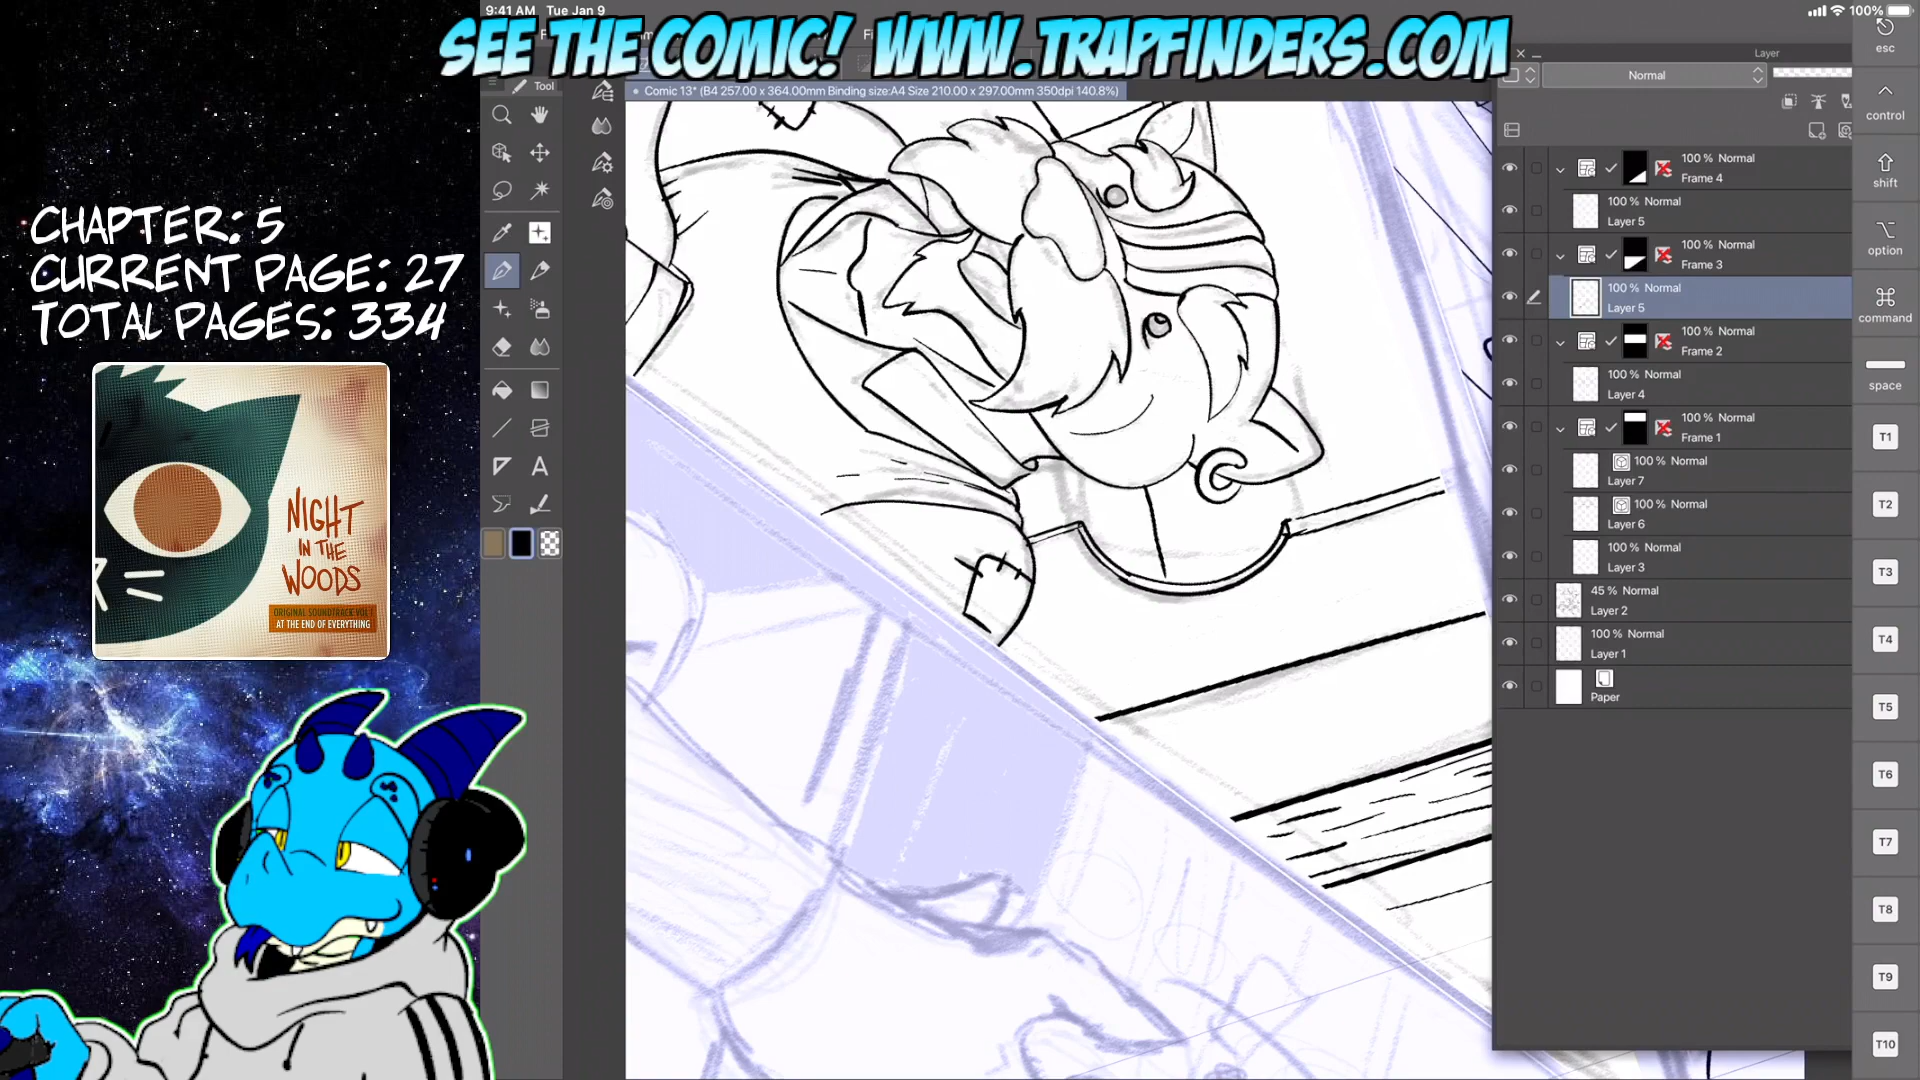 9:41 AM Tue Jan 9
100%
SEE THE COMIC! WWW.TRAPFINDERS.COM
Layer
esc
Tool
Normal
Comic 13* (B4 257.00 x 364.00mm Binding size:A4 Size 210.00 x 297.00mm 350dpi 140.8%)
control
shift
option
command
space
T1
T2
T3
T4
T5
T6
T7
T8
T9
T10
100 % Normal
Frame 4
100 % Normal
Layer 5
100 % Normal
Frame 3
100 % Normal
Layer 5
100 % Normal
Frame 2
100 % Normal
Layer 4
100 % Normal
Frame 1
100 % Normal
Layer 7
100 % Normal
Layer 6
100 % Normal
Layer 3
45 % Normal
Layer 2
100 % Normal
Layer 1
Paper
CHAPTER: 5
CURRENT PAGE: 27
TOTAL PAGES: 334
NIGHT
IN THE
WOODS
ORIGINAL SOUNDTRACK VOL 1
AT THE END OF EVERYTHING